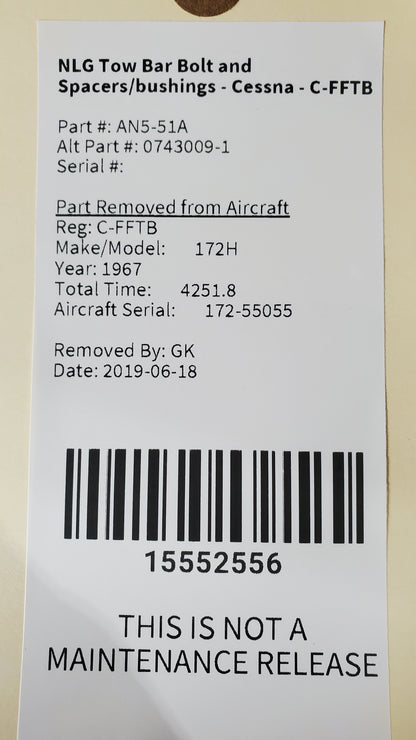 NLG Tow Bar Bolt and
Spacers/bushings - Cessna - C-FFTB
Part #: AN5-51A
Alt Part #: 0743009-1
Serial #:
Part Removed from Aircraft
Reg: C-FFTB
Make/Model: 172H
Year: 1967
Total Time: 4251.8
Aircraft Serial: 172-55055
Removed By: GK
Date: 2019-06-18
15552556
THIS IS NOT A
MAINTENANCE RELEASE